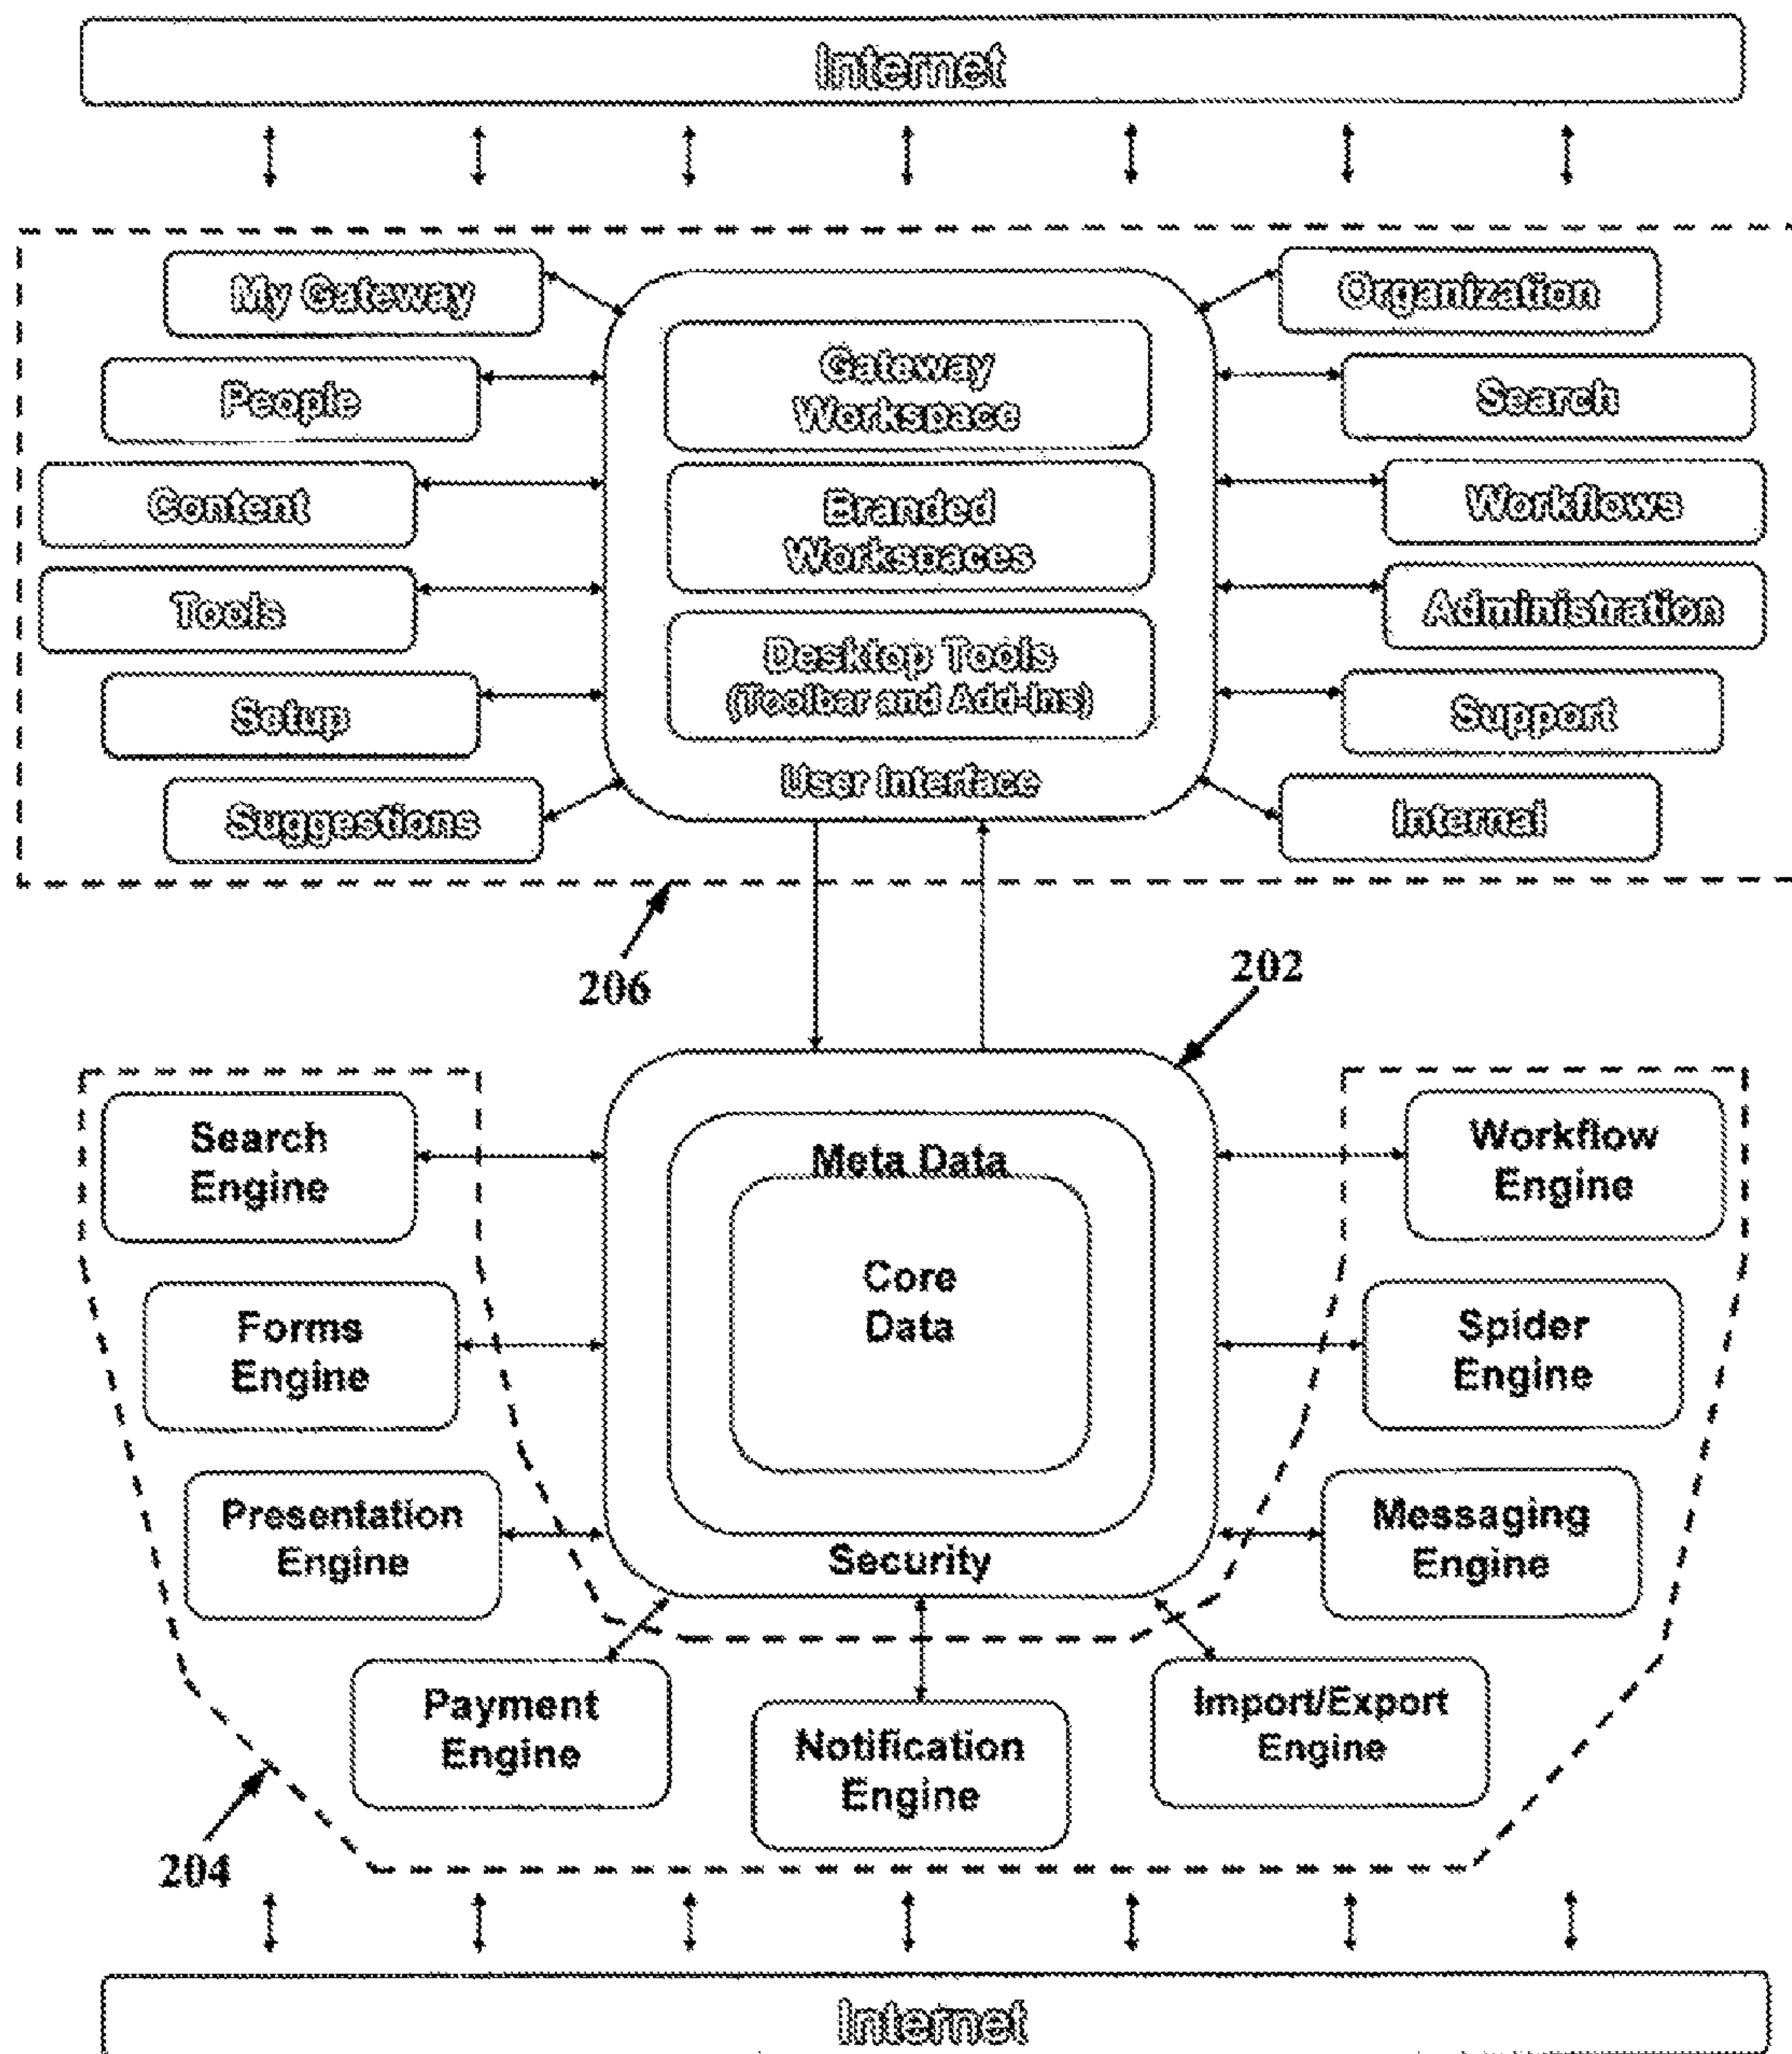 Internet
My Gateway
People
Content
Tools
Setup
Suggestions
Gateway
Workspace
Branded
Workspaces
Desktop Tools
(Toolbar and Add-Ins)
User Interface
Organization
Search
Workflows
Administration
Support
Internal
206
202
Search
Engine
Forms
Engine
Presentation
Engine
Meta Data
Core
Data
Security
Workflow
Engine
Spider
Engine
Messaging
Engine
Payment
Engine
Notification
Engine
Import/Export
Engine
204
Internet